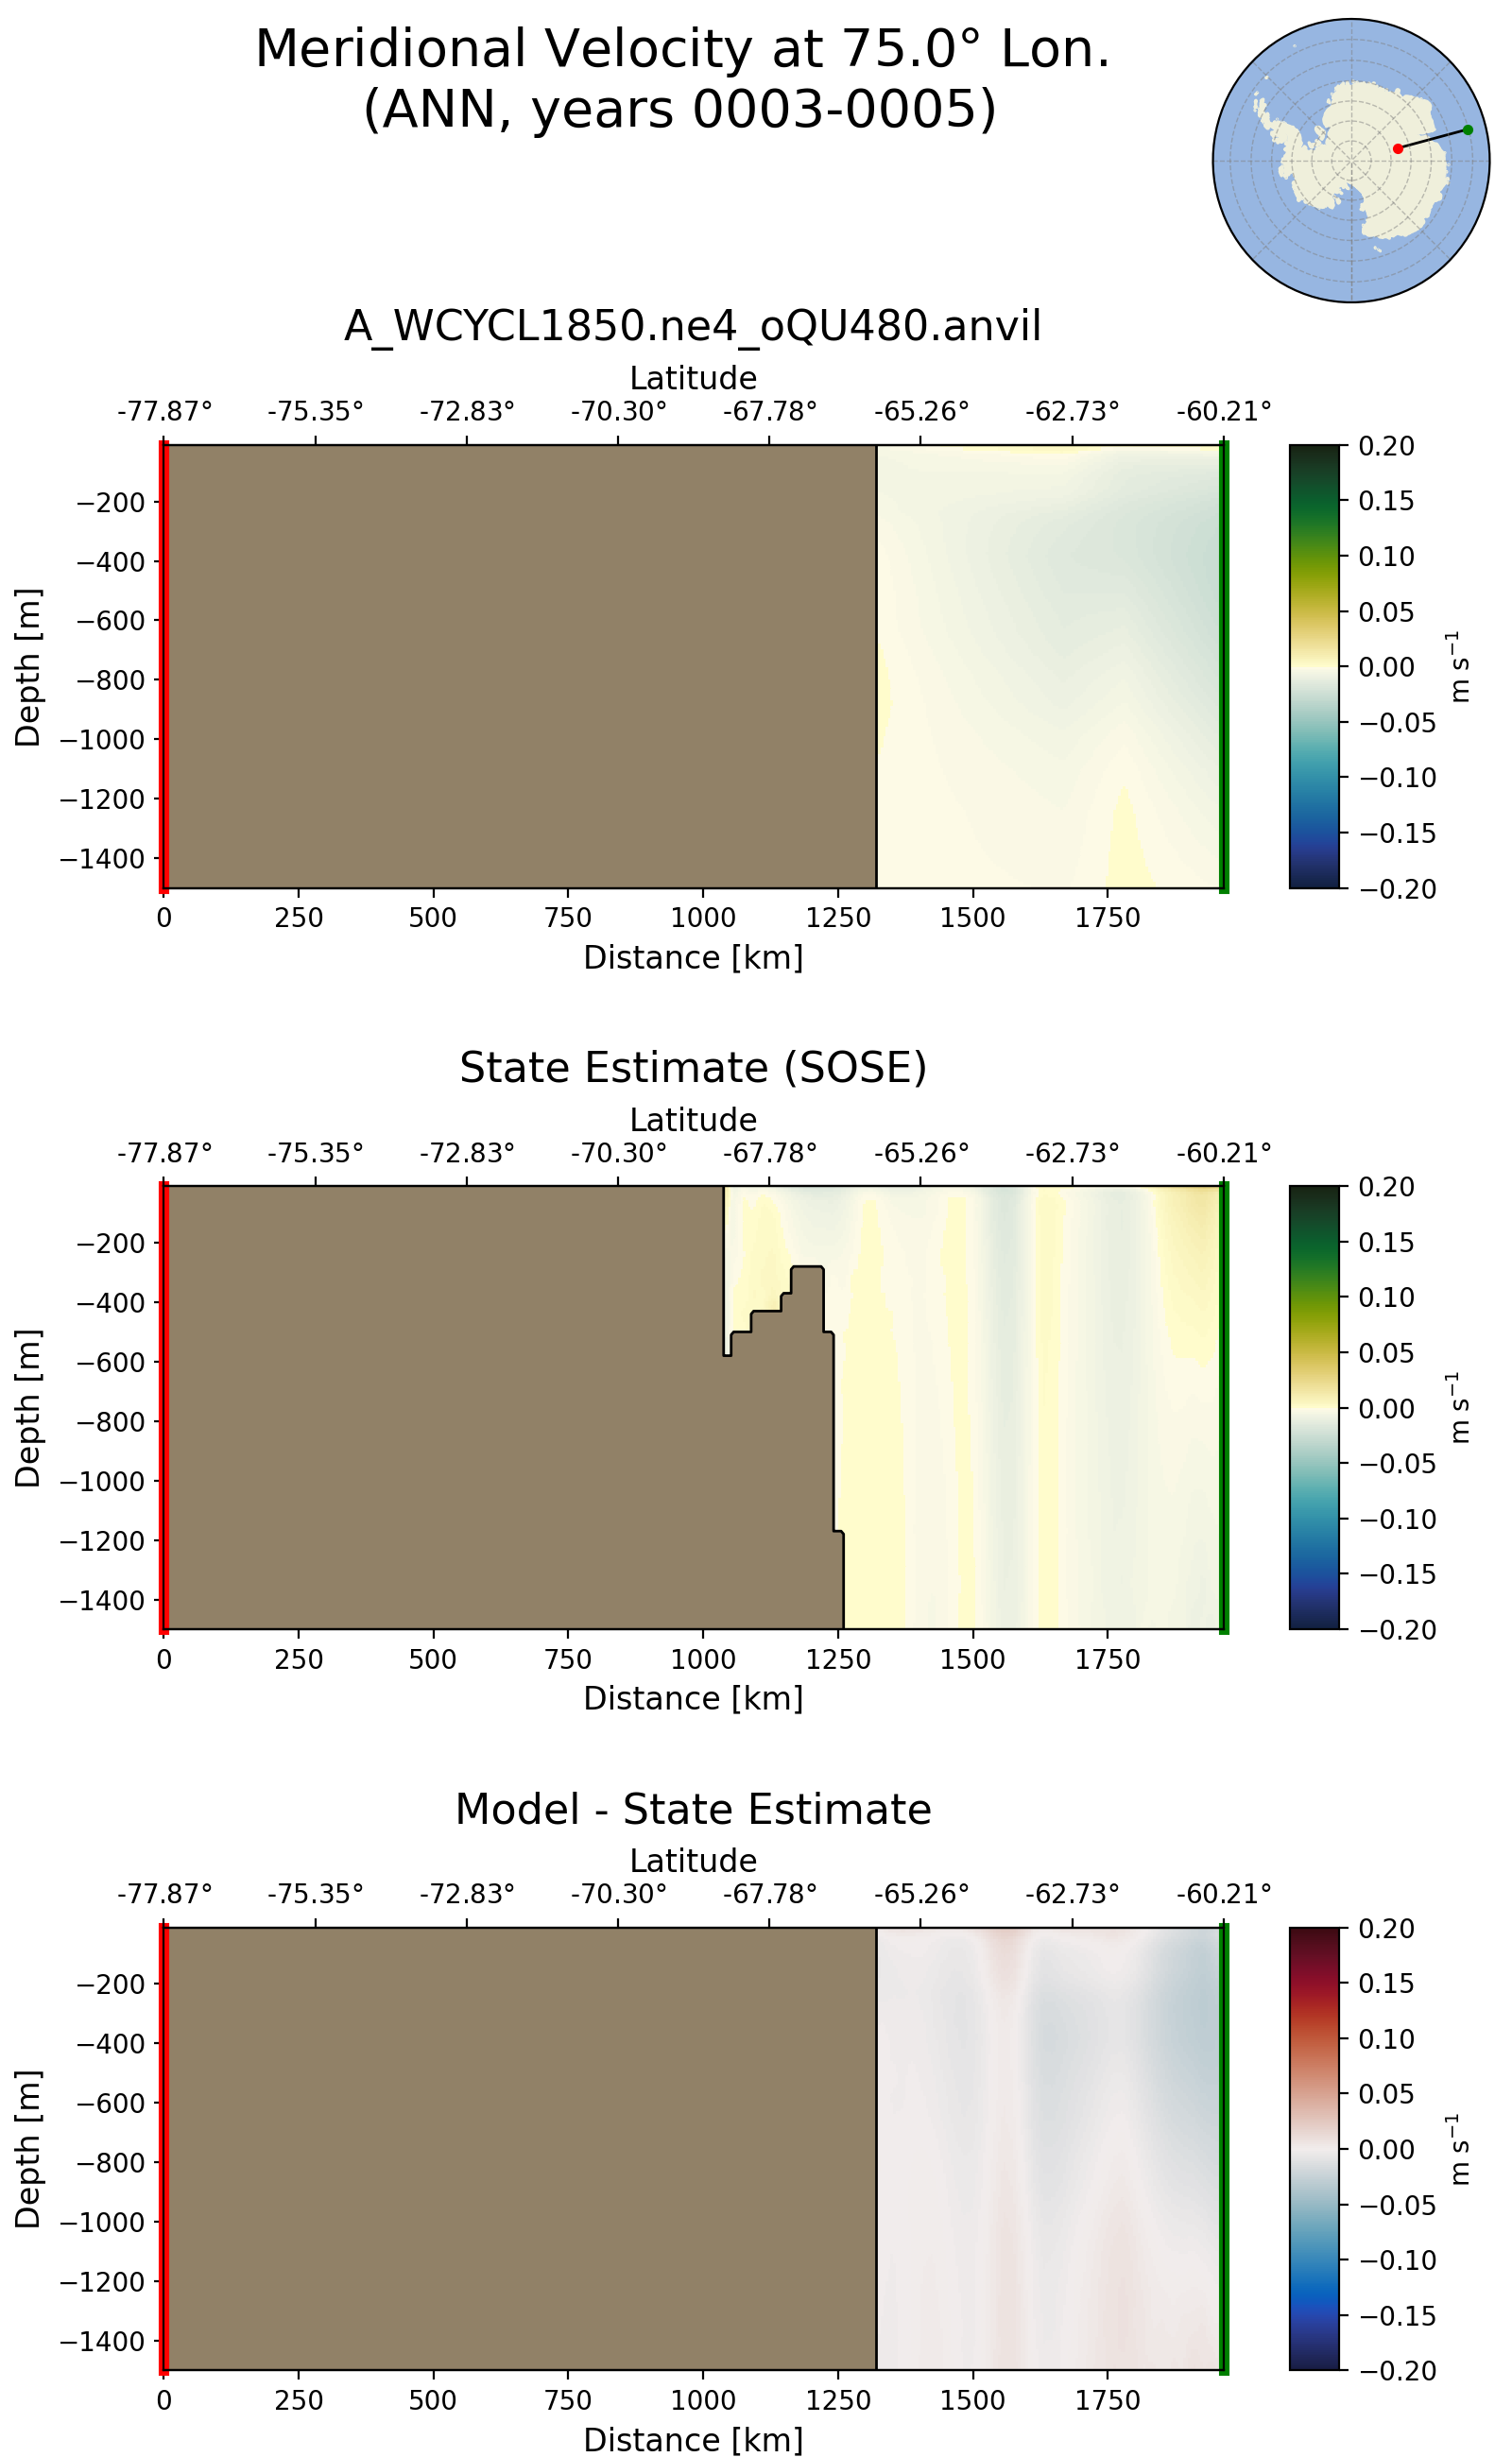 Meridional Velocity at 75.0° Lon.
(ANN, years 0003-0005)
A_WCYCL1850.ne4_oQU480.anvil
Latitude
-77.87° -75.35° -72.83° -70.30° -67.78° -65.26° -62.73° -60.21°
Depth [m]
−200
−400
−600
−800
−1000
−1200
−1400
0 250 500 750 1000 1250 1500 1750
Distance [km]
0.20
0.15
0.10
0.05
0.00
−0.05
−0.10
−0.15
−0.20
m s⁻¹
State Estimate (SOSE)
Latitude
-77.87° -75.35° -72.83° -70.30° -67.78° -65.26° -62.73° -60.21°
Depth [m]
−200
−400
−600
−800
−1000
−1200
−1400
0 250 500 750 1000 1250 1500 1750
Distance [km]
0.20
0.15
0.10
0.05
0.00
−0.05
−0.10
−0.15
−0.20
m s⁻¹
Model - State Estimate
Latitude
-77.87° -75.35° -72.83° -70.30° -67.78° -65.26° -62.73° -60.21°
Depth [m]
−200
−400
−600
−800
−1000
−1200
−1400
0 250 500 750 1000 1250 1500 1750
Distance [km]
0.20
0.15
0.10
0.05
0.00
−0.05
−0.10
−0.15
−0.20
m s⁻¹